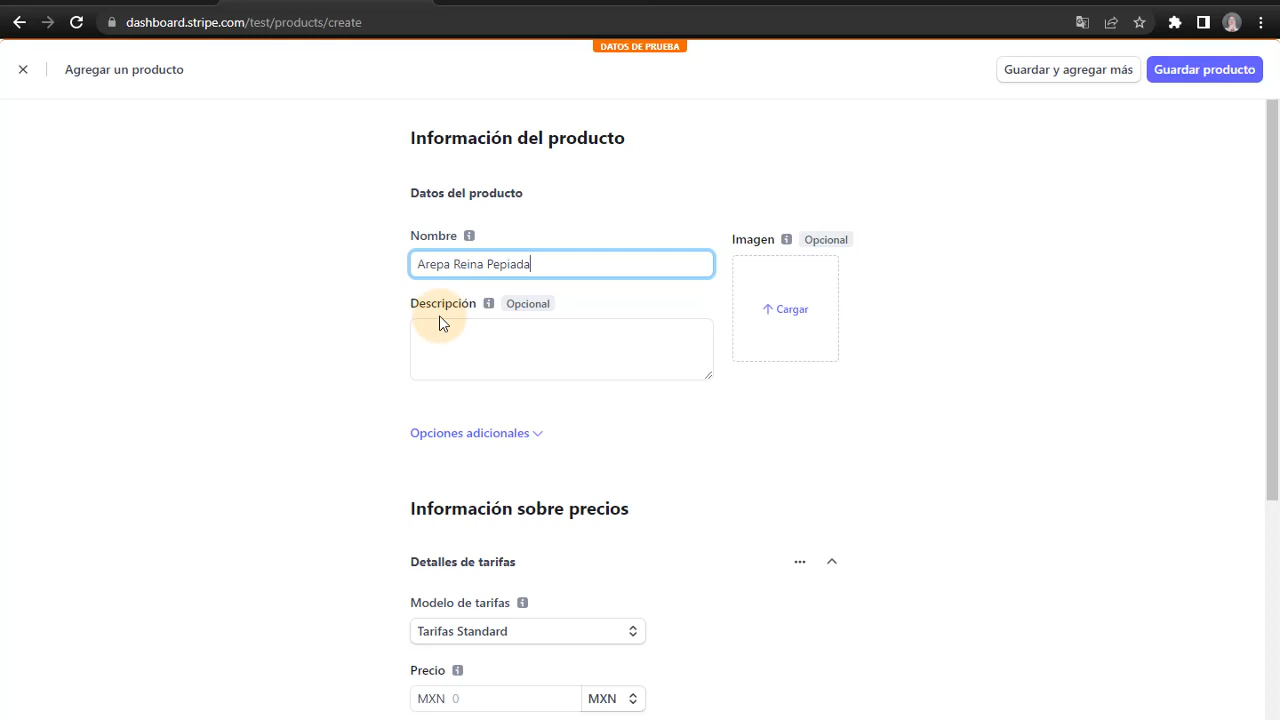 dashboard.stripe.com/test/products/create
DATOS DE PRUEBA
Agregar un producto
Guardar y agregar más
Guardar producto
Información del producto
Datos del producto
Nombre
Imagen
Opcional
Arepa Reina Pepiada
Descripción
Opcional
Cargar
Opciones adicionales
Información sobre precios
Detalles de tarifas
Modelo de tarifas
Tarifas Standard
Precio
MXN 0
MXN